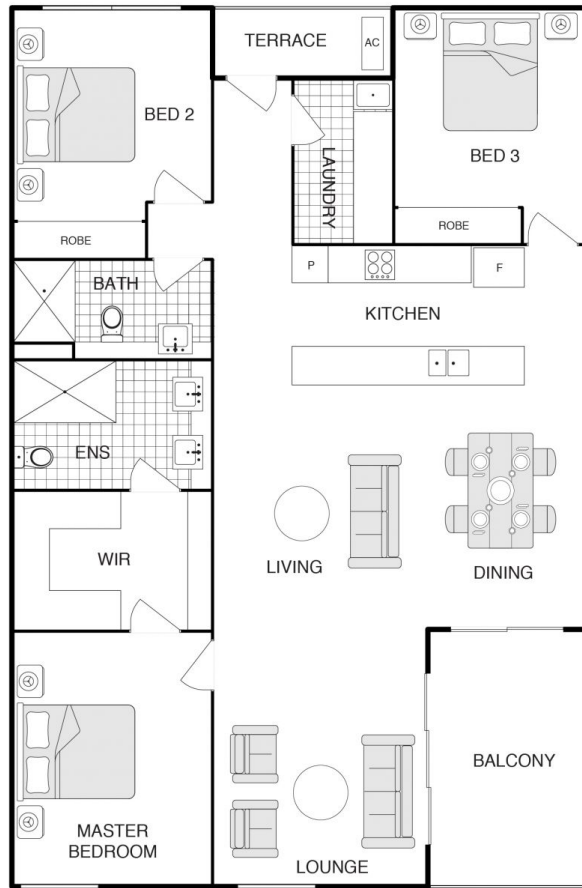 TERRACE
AC
BED 2
BED 3
LAUNDRY
ROBE
ROBE
BATH
P
F
KITCHEN
ENS
WIR
LIVING
DINING
BALCONY
MASTER
BEDROOM
LOUNGE